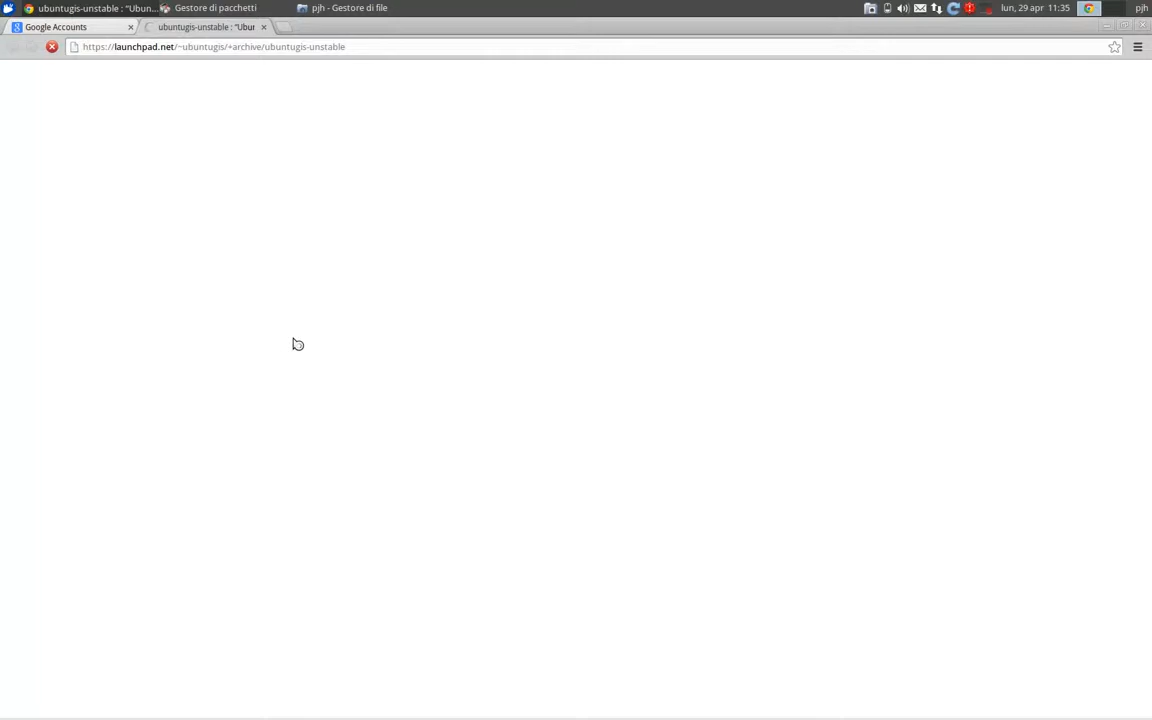 ubuntugis-unstable : "Ubun... Gestore di pacchetti pjh - Gestore di file lun, 29 apr 11:35 pjh
Google Accounts ubuntugis-unstable : "Ubur
https://launchpad.net/~ubuntugis/+archive/ubuntugis-unstable